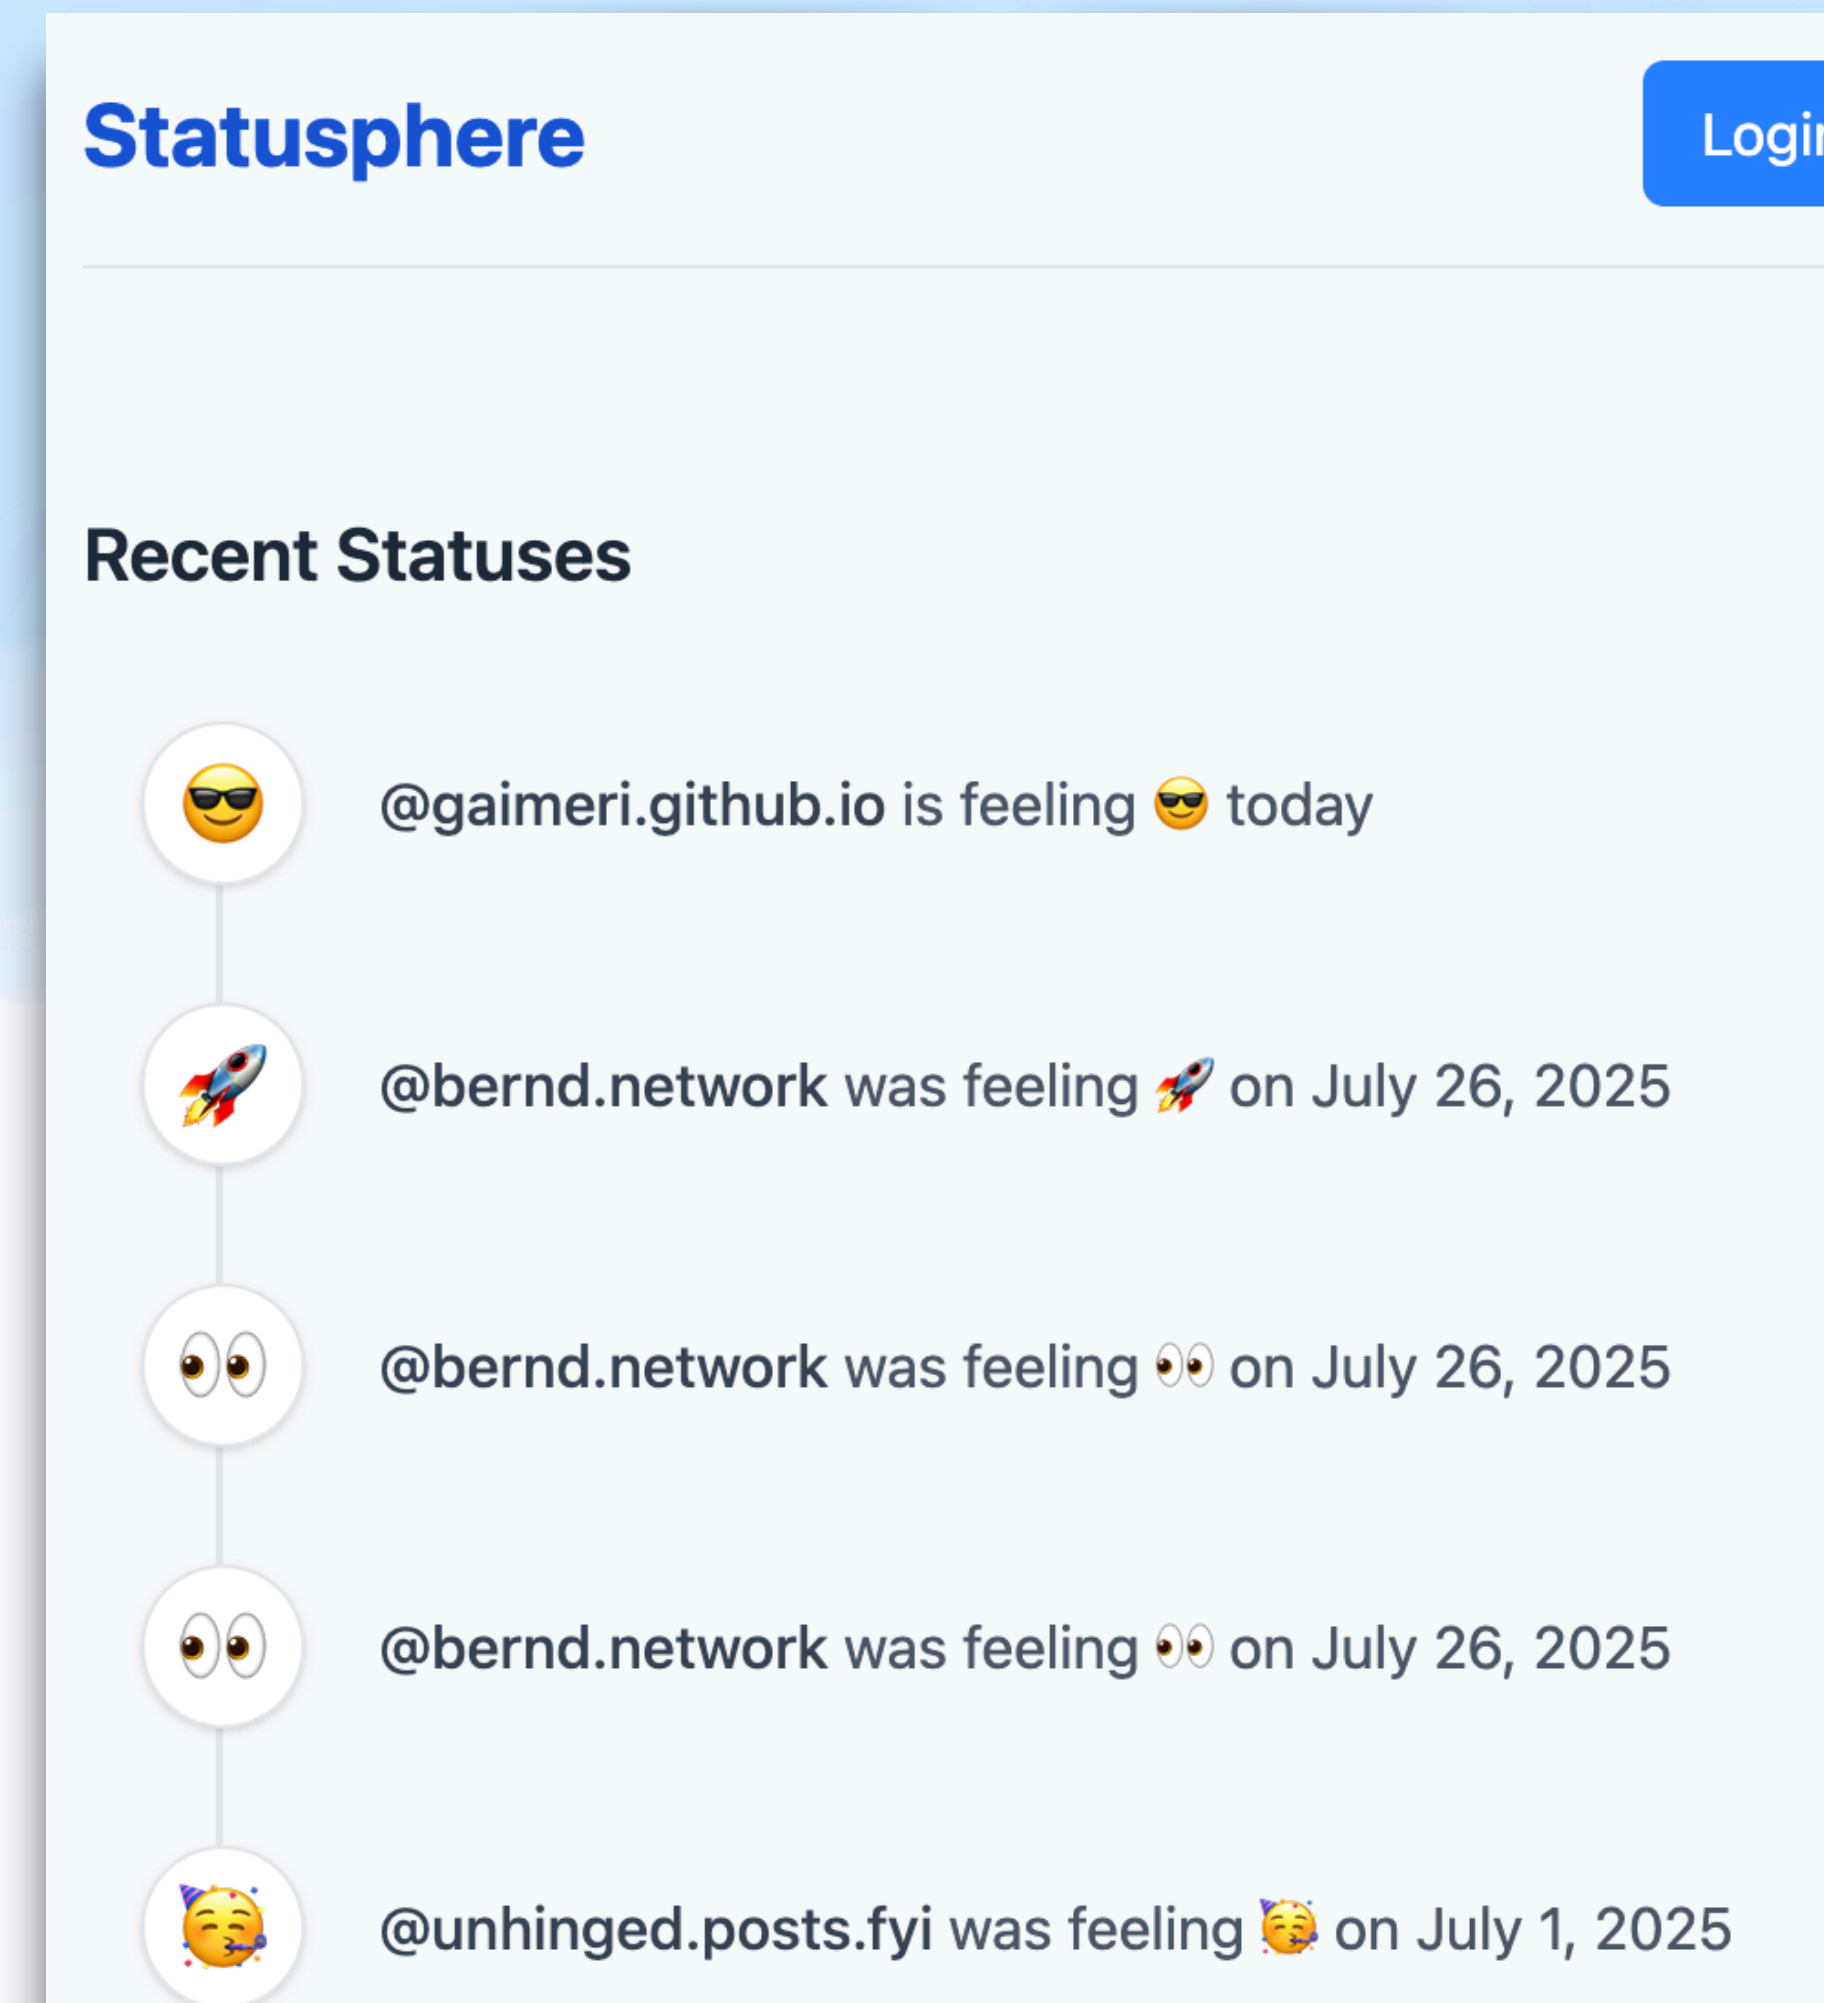 Statusphere
Login
Recent Statuses
@gaimeri.github.io is feeling 😎 today
@bernd.network was feeling 🚀 on July 26, 2025
@bernd.network was feeling 👀 on July 26, 2025
@bernd.network was feeling 👀 on July 26, 2025
@unhinged.posts.fyi was feeling 🥳 on July 1, 2025